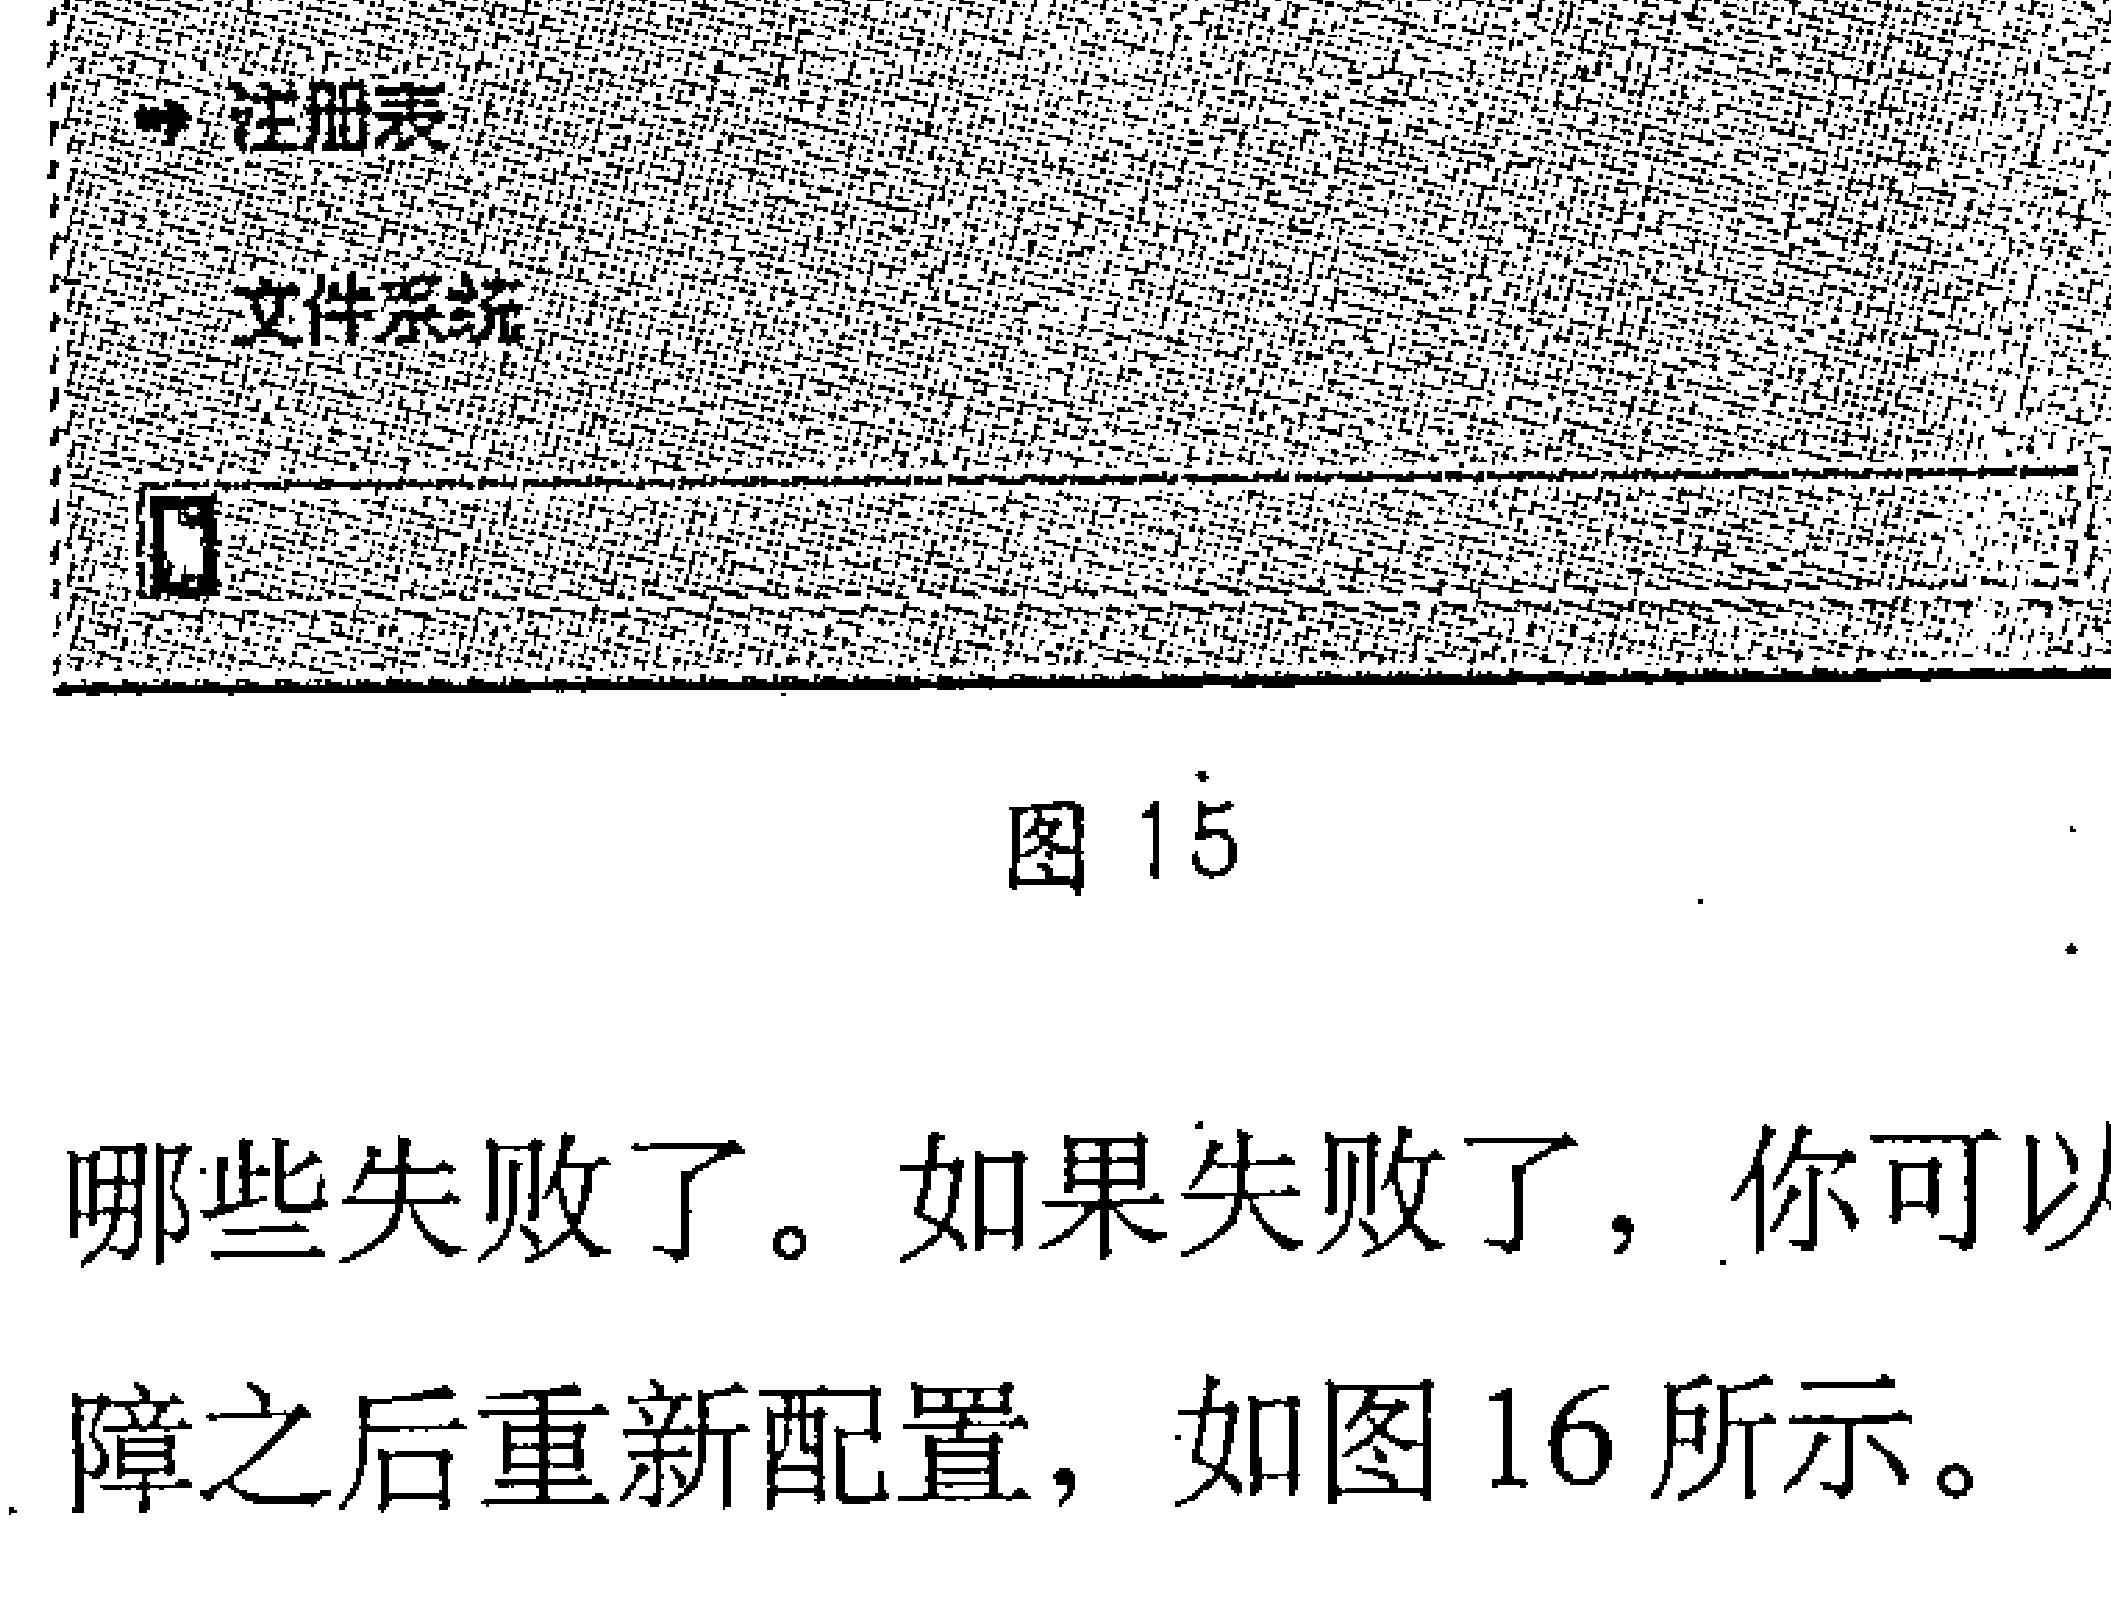 ➡ 注册表
文件系统
图 15
哪些失败了。如果失败了，你可以
障之后重新配置，如图 16 所示。